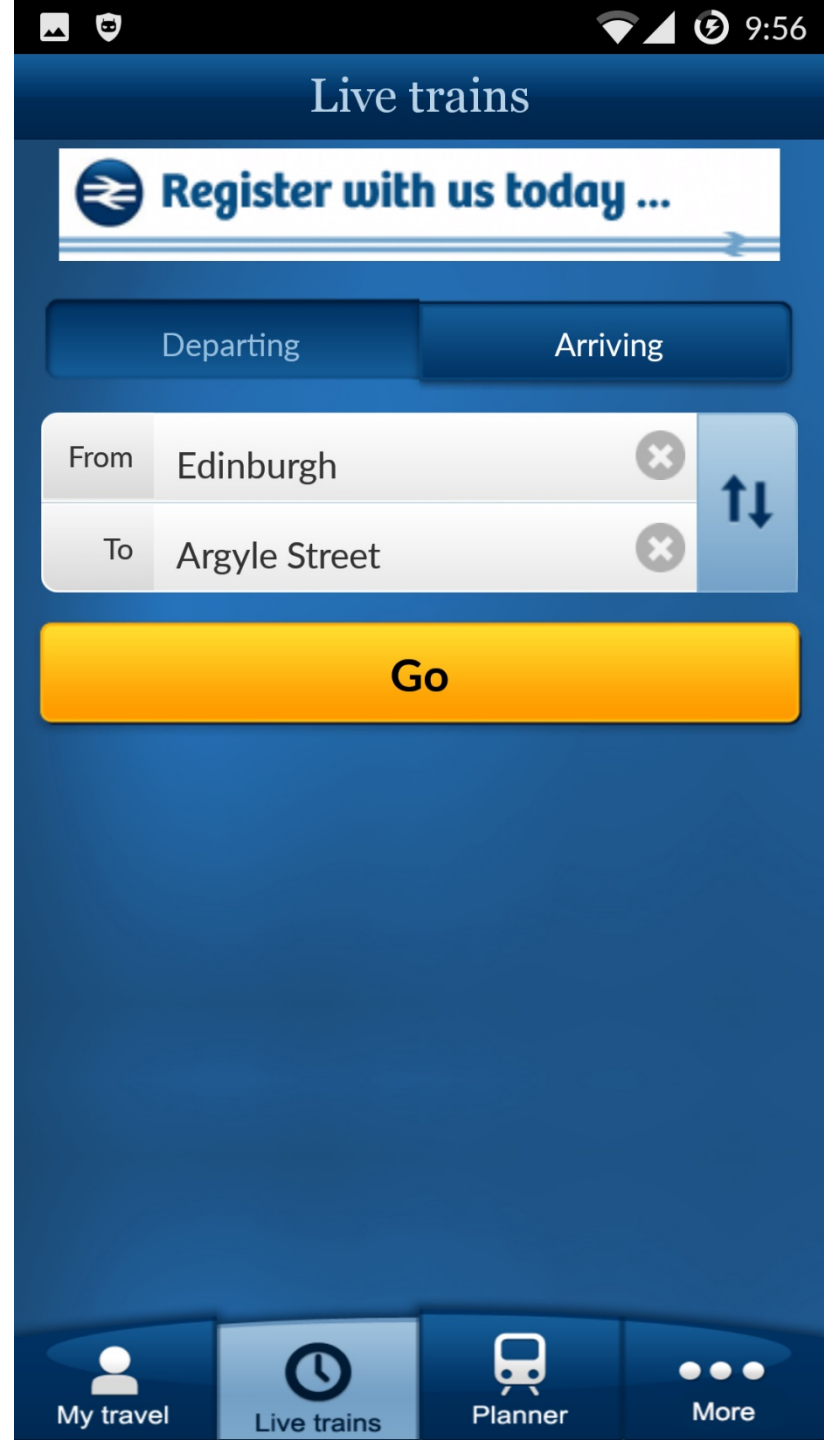 9:56
Live trains
Register with us today ...
Departing Arriving
From Edinburgh
To Argyle Street
Go
My travel Live trains Planner More